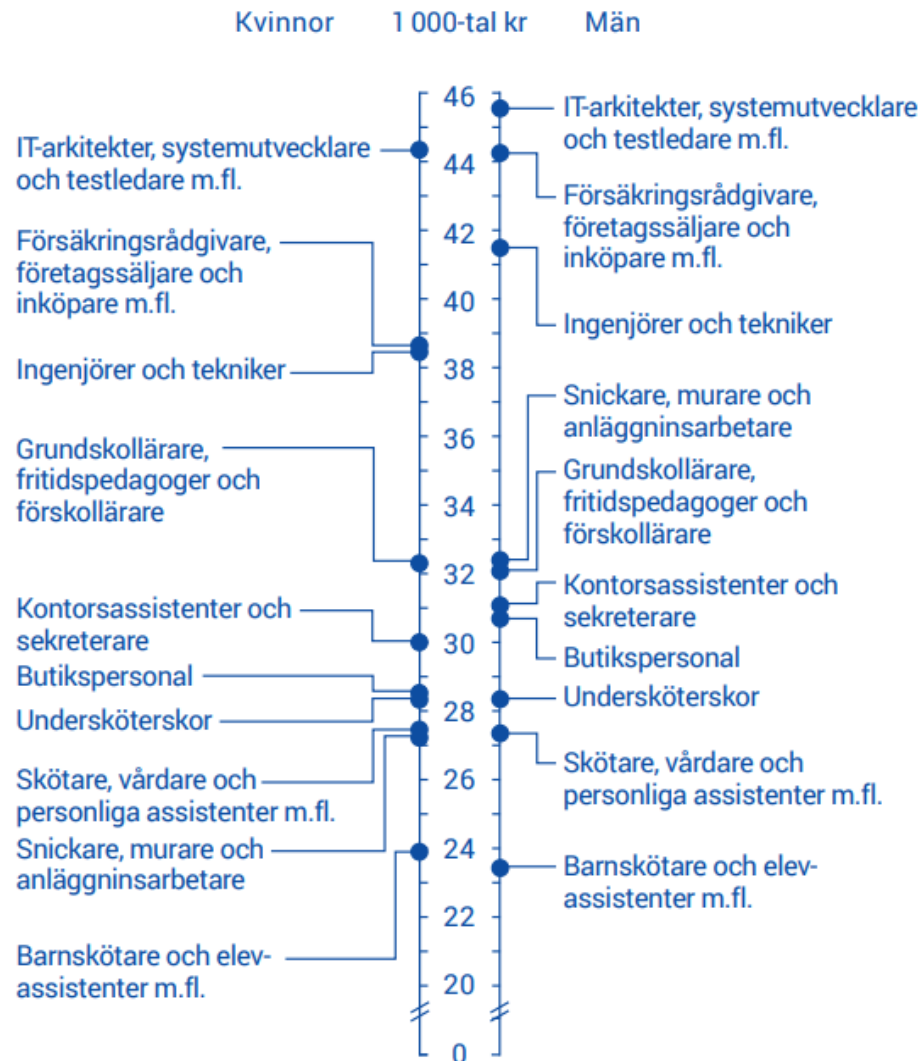 Kvinnor 1 000-tal kr Män
IT-arkitekter, systemutvecklare
och testledare m.fl.
Försäkringsrådgivare,
företagssäljare och
inköpare m.fl.
Ingenjörer och tekniker
Grundskollärare,
fritidspedagoger och
förskollärare
Kontorsassistenter och
sekreterare
Butikspersonal
Undersköterskor
Skötare, vårdare och
personliga assistenter m.fl.
Snickare, murare och
anläggninsarbetare
Barnskötare och elev-
assistenter m.fl.
46
44
42
40
38
36
34
32
30
28
26
24
22
20
0
IT-arkitekter, systemutvecklare
och testledare m.fl.
Försäkringsrådgivare,
företagssäljare och
inköpare m.fl.
Ingenjörer och tekniker
Snickare, murare och
anläggninsarbetare
Grundskollärare,
fritidspedagoger och
förskollärare
Kontorsassistenter och
sekreterare
Butikspersonal
Undersköterskor
Skötare, vårdare och
personliga assistenter m.fl.
Barnskötare och elev-
assistenter m.fl.